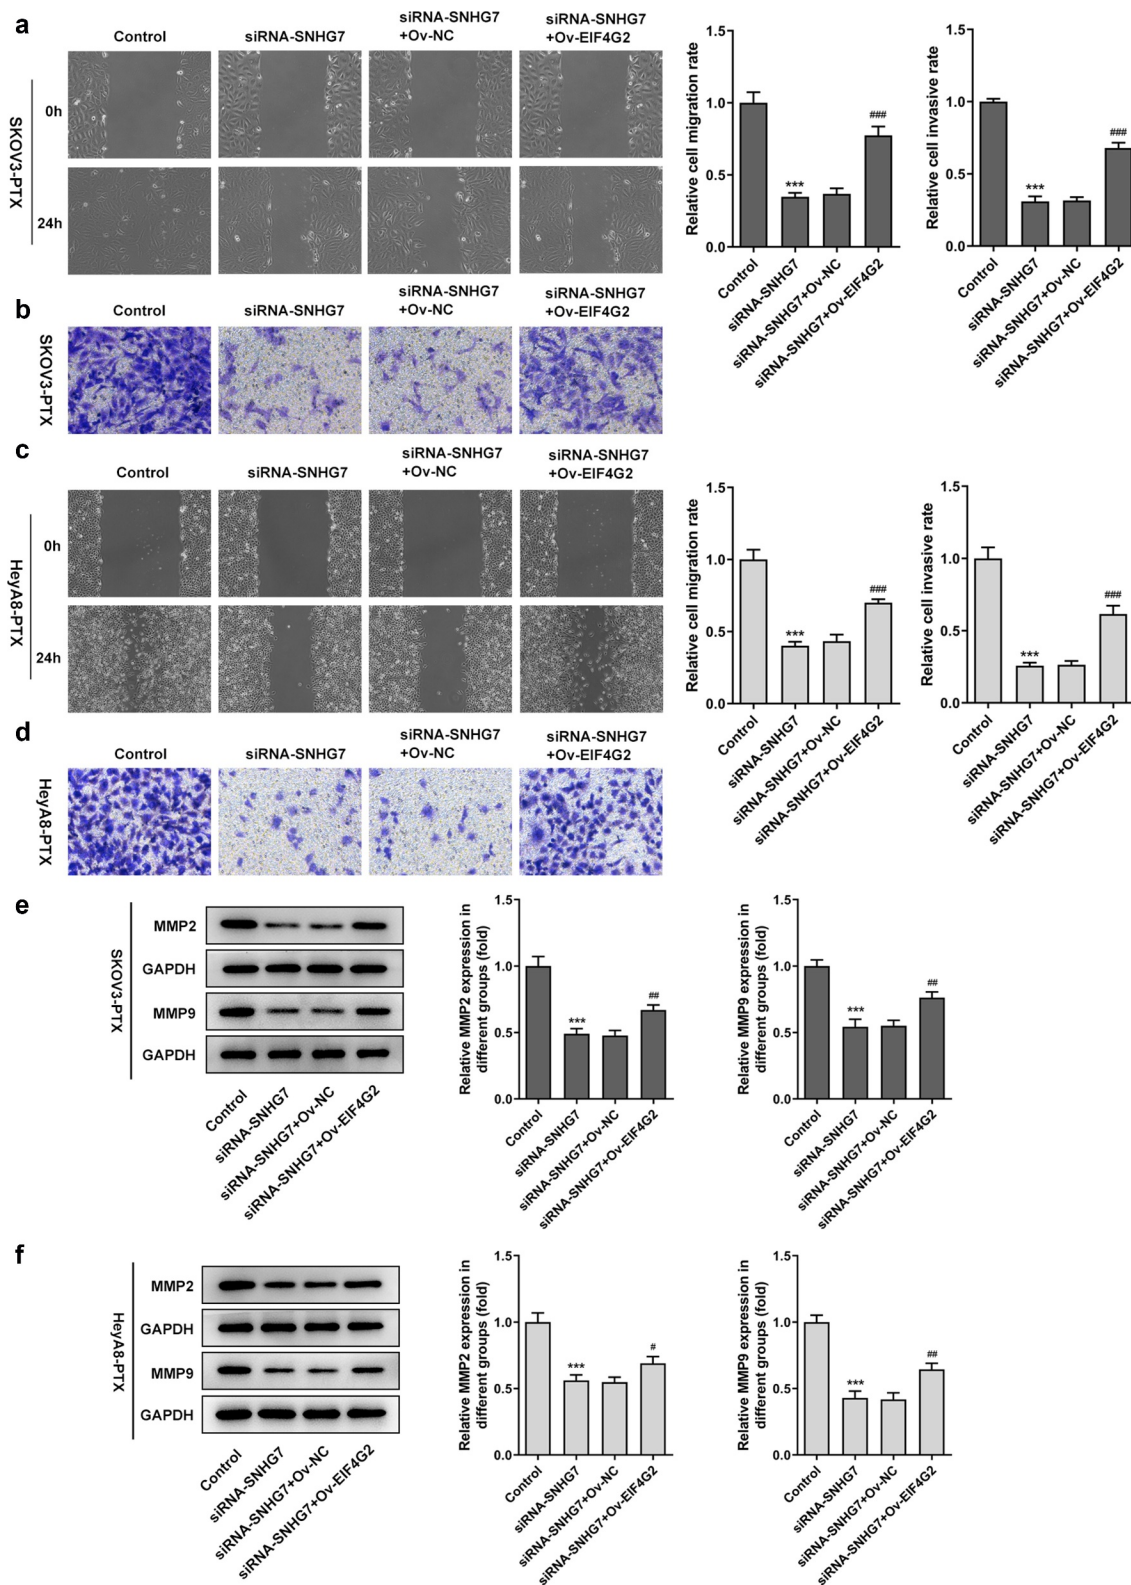 a
Control
siRNA-SNHG7
siRNA-SNHG7
+Ov-NC
siRNA-SNHG7
+Ov-EIF4G2
SKOV3-PTX
0h
24h
Relative cell migration rate
1.5
1.0
0.5
0.0
***
###
Control
siRNA-SNHG7
siRNA-SNHG7+Ov-NC
siRNA-SNHG7+Ov-EIF4G2
Relative cell invasive rate
1.5
1.0
0.5
0.0
***
###
Control
siRNA-SNHG7
siRNA-SNHG7+Ov-NC
siRNA-SNHG7+Ov-EIF4G2
b
Control
siRNA-SNHG7
siRNA-SNHG7
+Ov-NC
siRNA-SNHG7
+Ov-EIF4G2
SKOV3-PTX
c
Control
siRNA-SNHG7
siRNA-SNHG7
+Ov-NC
siRNA-SNHG7
+Ov-EIF4G2
HeyA8-PTX
0h
24h
Relative cell migration rate
1.5
1.0
0.5
0.0
***
###
Control
siRNA-SNHG7
siRNA-SNHG7+Ov-NC
siRNA-SNHG7+Ov-EIF4G2
Relative cell invasive rate
1.5
1.0
0.5
0.0
***
###
Control
siRNA-SNHG7
siRNA-SNHG7+Ov-NC
siRNA-SNHG7+Ov-EIF4G2
d
Control
siRNA-SNHG7
siRNA-SNHG7
+Ov-NC
siRNA-SNHG7
+Ov-EIF4G2
HeyA8-PTX
e
SKOV3-PTX
MMP2
GAPDH
MMP9
GAPDH
Control
siRNA-SNHG7
siRNA-SNHG7+Ov-NC
siRNA-SNHG7+Ov-EIF4G2
Relative MMP2 expression in
different groups (fold)
1.5
1.0
0.5
0.0
***
##
Control
siRNA-SNHG7
siRNA-SNHG7+Ov-NC
siRNA-SNHG7+Ov-EIF4G2
Relative MMP9 expression in
different groups (fold)
1.5
1.0
0.5
0.0
***
##
Control
siRNA-SNHG7
siRNA-SNHG7+Ov-NC
siRNA-SNHG7+Ov-EIF4G2
f
HeyA8-PTX
MMP2
GAPDH
MMP9
GAPDH
Control
siRNA-SNHG7
siRNA-SNHG7+Ov-NC
siRNA-SNHG7+Ov-EIF4G2
Relative MMP2 expression in
different groups (fold)
1.5
1.0
0.5
0.0
***
#
Control
siRNA-SNHG7
siRNA-SNHG7+Ov-NC
siRNA-SNHG7+Ov-EIF4G2
Relative MMP9 expression in
different groups (fold)
1.5
1.0
0.5
0.0
***
##
Control
siRNA-SNHG7
siRNA-SNHG7+Ov-NC
siRNA-SNHG7+Ov-EIF4G2